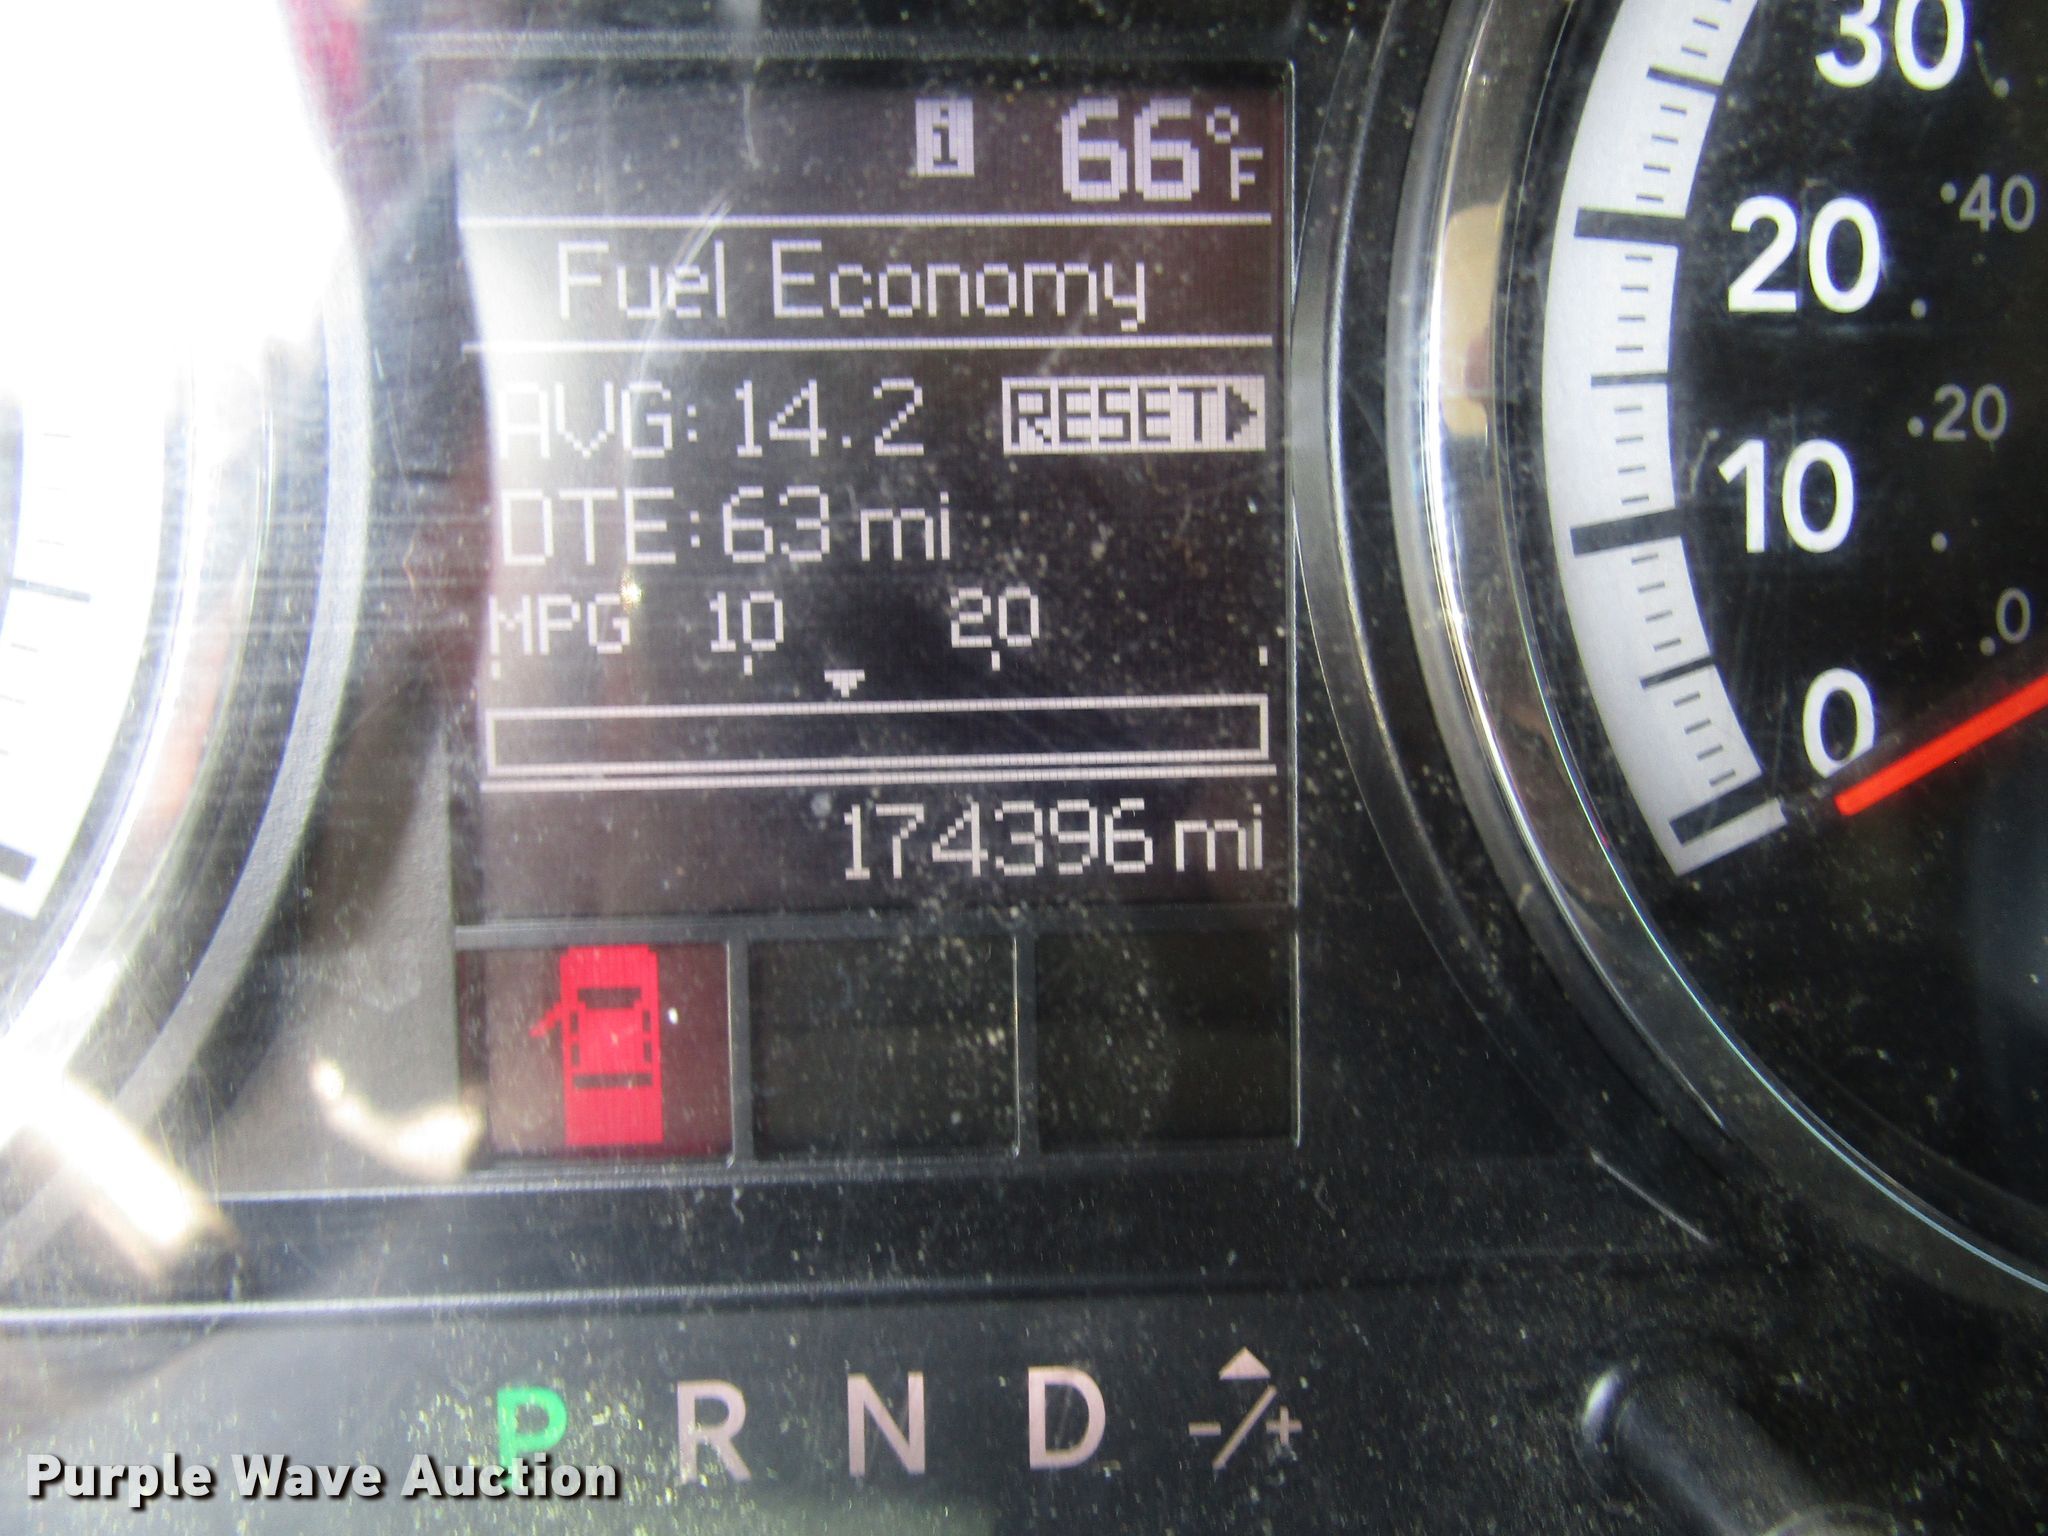 i 66°F
Fuel Economy
AVG: 14.2 RESET>
DTE: 63 mi
MPG 10 20
174396 mi
30
20
10
0
40
20
0
P R N D -/+
Purple Wave Auction